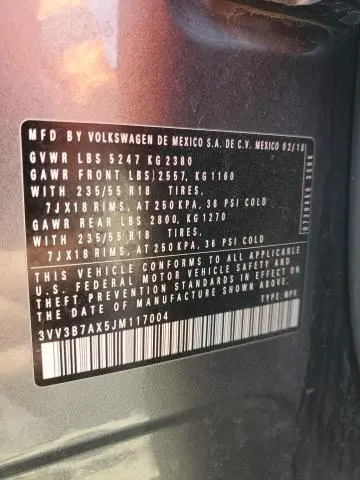 MFD BY VOLKSWAGEN DE MEXICO S.A. DE C.V. MEXICO 02/18
GVWR LBS 5247 KG 2380
GAWR FRONT LBS 2557, KG 1160
WITH 235/55 R18 TIRES,
7JX18 RIMS, AT 250 KPA, 36 PSI COLD
GAWR REAR LBS 2800, KG 1270
WITH 235/55 R18 TIRES,
7JX18 RIMS, AT 250 KPA, 36 PSI COLD
THIS VEHICLE CONFORMS TO ALL APPLICABLE
U.S. FEDERAL MOTOR VEHICLE SAFETY AND
THEFT PREVENTION STANDARDS IN EFFECT ON
THE DATE OF MANUFACTURE SHOWN ABOVE.
3VV3B7AX5JM117004 TYPE: MPV